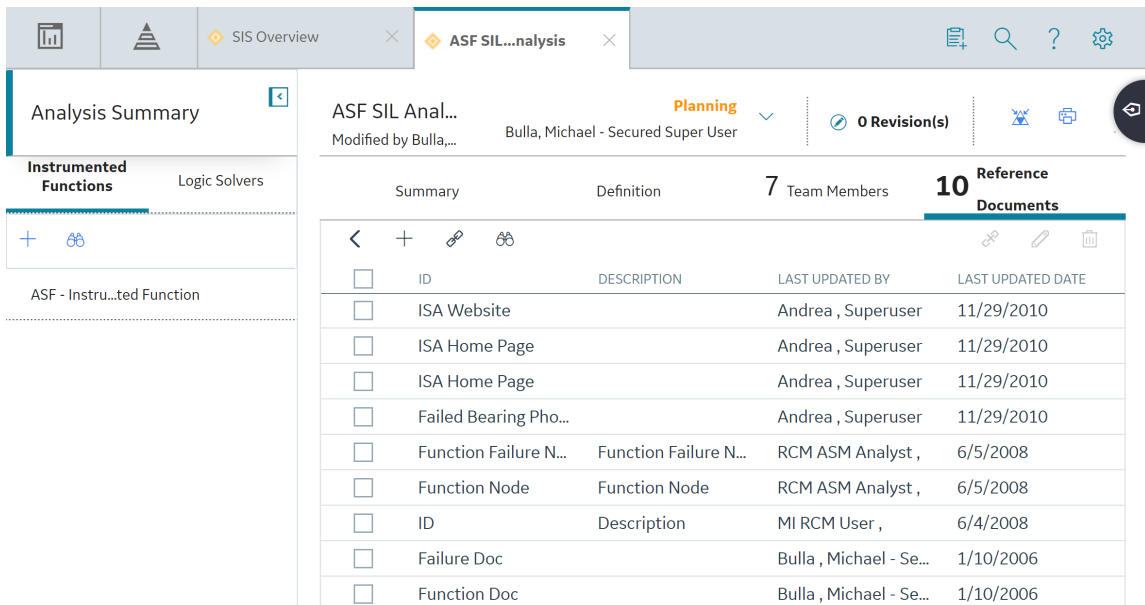 SIS Overview
ASF SIL...nalysis
?
Analysis Summary
Instrumented
Functions
Logic Solvers
ASF - Instru...ted Function
ASF SIL Anal...
Modified by Bulla,...
Planning
Bulla, Michael - Secured Super User
0 Revision(s)
Summary
Definition
7 Team Members
10 Reference
Documents
ID DESCRIPTION LAST UPDATED BY LAST UPDATED DATE
ISA Website Andrea , Superuser 11/29/2010
ISA Home Page Andrea , Superuser 11/29/2010
ISA Home Page Andrea , Superuser 11/29/2010
Failed Bearing Pho... Andrea , Superuser 11/29/2010
Function Failure N... Function Failure N... RCM ASM Analyst , 6/5/2008
Function Node Function Node RCM ASM Analyst , 6/5/2008
ID Description MI RCM User , 6/4/2008
Failure Doc Bulla , Michael - Se... 1/10/2006
Function Doc Bulla , Michael - Se... 1/10/2006